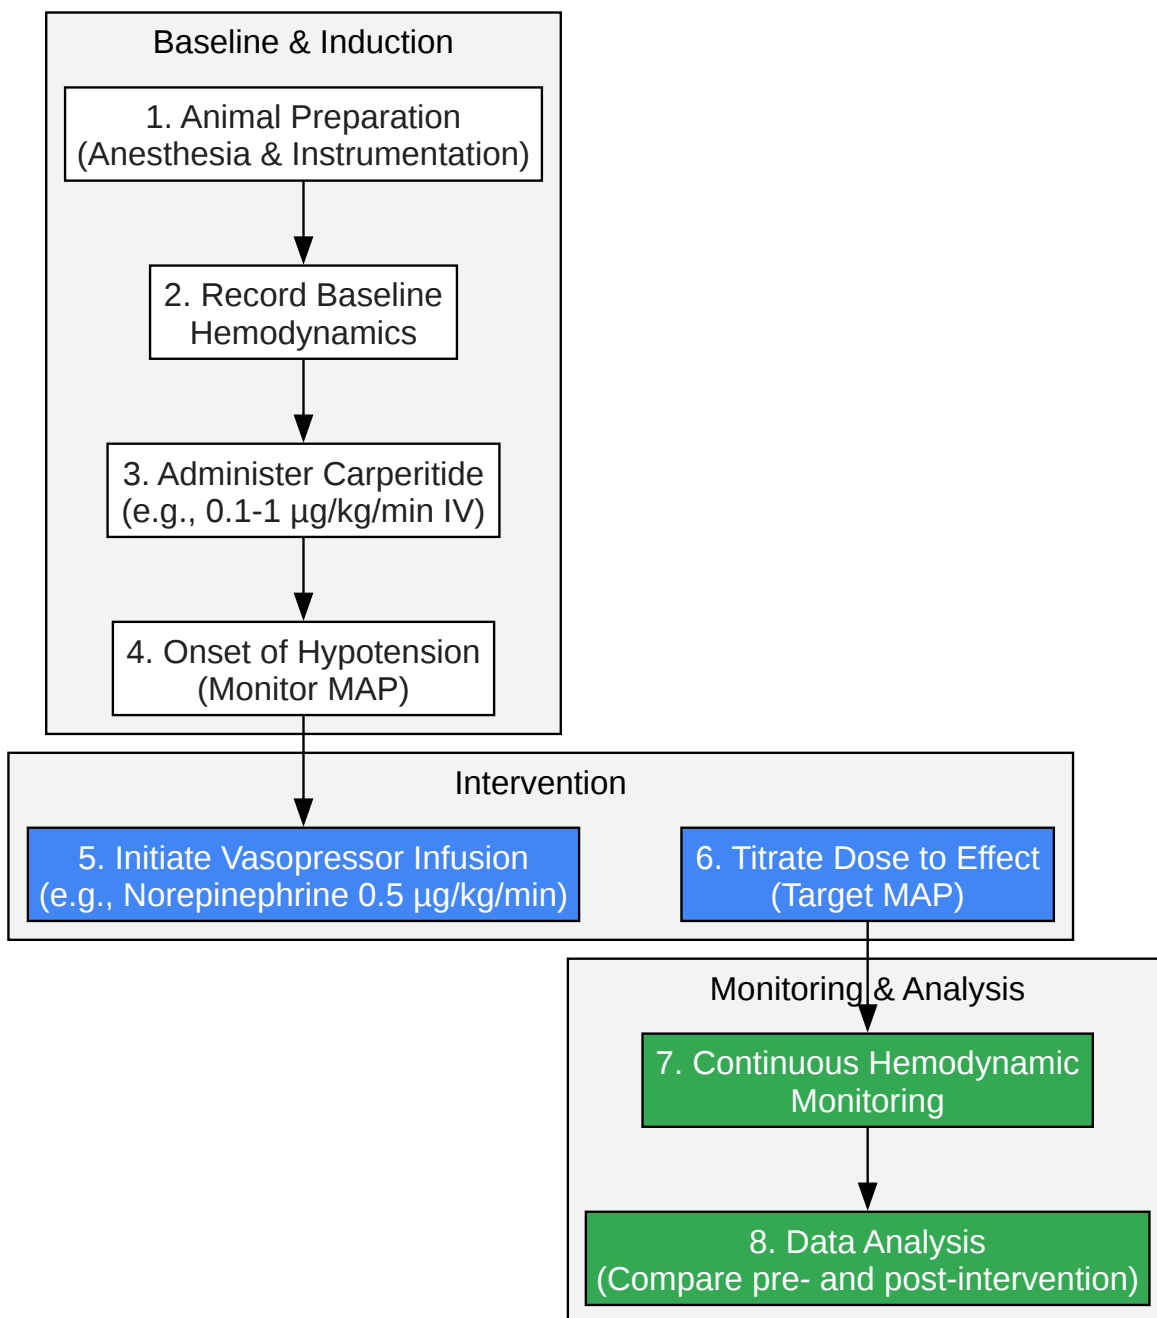 Baseline & Induction
1. Animal Preparation
(Anesthesia & Instrumentation)
2. Record Baseline
Hemodynamics
3. Administer Carperitide
(e.g., 0.1-1 µg/kg/min IV)
4. Onset of Hypotension
(Monitor MAP)
Intervention
5. Initiate Vasopressor Infusion
(e.g., Norepinephrine 0.5 µg/kg/min)
6. Titrate Dose to Effect
(Target MAP)
Monitoring & Analysis
7. Continuous Hemodynamic
Monitoring
8. Data Analysis
(Compare pre- and post-intervention)